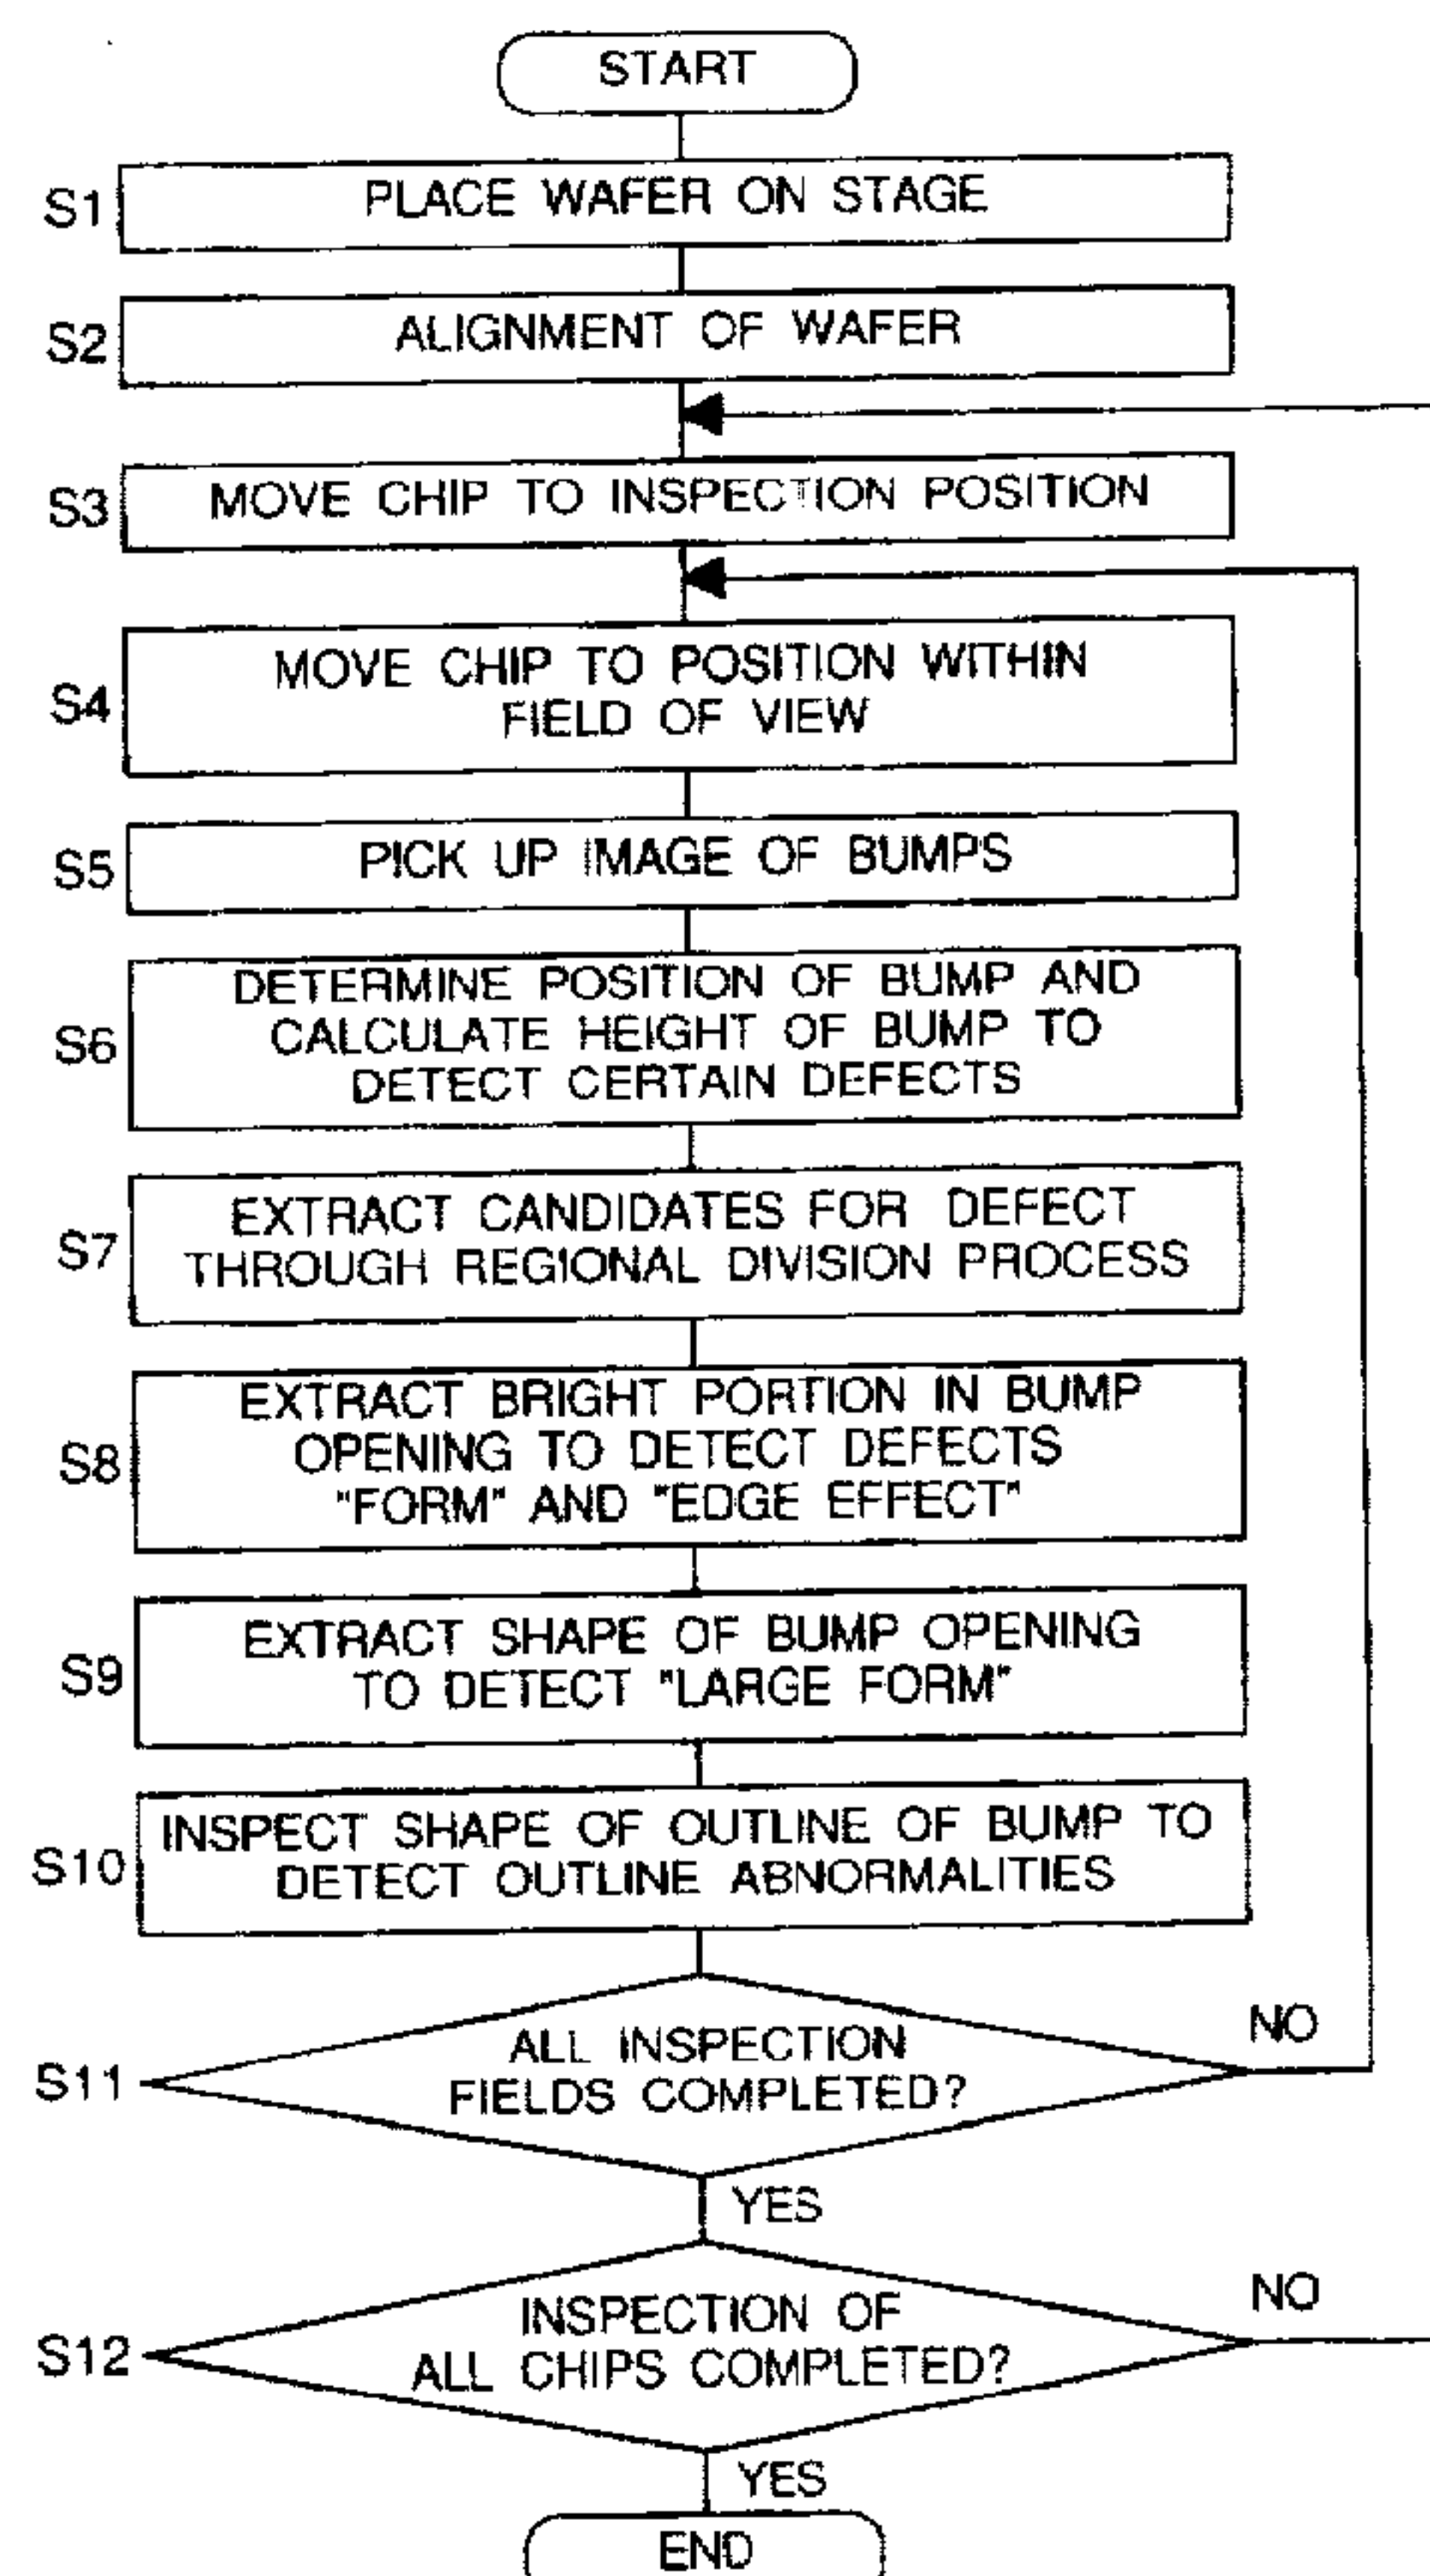 START
S1 PLACE WAFER ON STAGE
S2 ALIGNMENT OF WAFER
S3 MOVE CHIP TO INSPECTION POSITION
S4 MOVE CHIP TO POSITION WITHIN
FIELD OF VIEW
S5 PICK UP IMAGE OF BUMPS
S6 DETERMINE POSITION OF BUMP AND
CALCULATE HEIGHT OF BUMP TO
DETECT CERTAIN DEFECTS
S7 EXTRACT CANDIDATES FOR DEFECT
THROUGH REGIONAL DIVISION PROCESS
S8 EXTRACT BRIGHT PORTION IN BUMP
OPENING TO DETECT DEFECTS
"FORM" AND "EDGE EFFECT"
S9 EXTRACT SHAPE OF BUMP OPENING
TO DETECT "LARGE FORM"
S10 INSPECT SHAPE OF OUTLINE OF BUMP TO
DETECT OUTLINE ABNORMALITIES
NO
S11 ALL INSPECTION
FIELDS COMPLETED?
YES
NO
S12 INSPECTION OF
ALL CHIPS COMPLETED?
YES
END